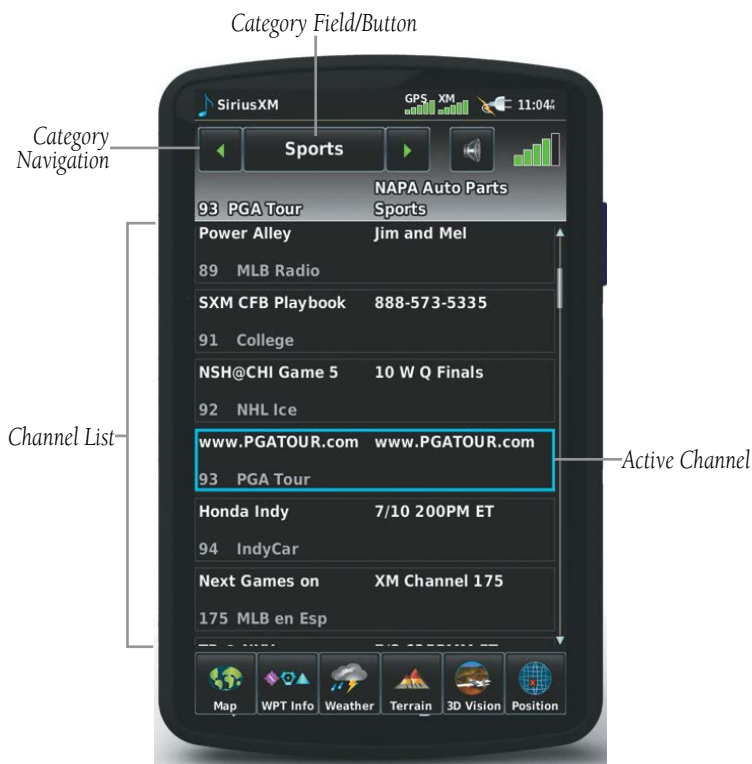 Category Field/Button
SiriusXM
GPS XM 11:04
Category
Navigation
Sports
NAPA Auto Parts
93 PGA Tour Sports
Power Alley Jim and Mel
89 MLB Radio
SXM CFB Playbook 888-573-5335
91 College
NSH@CHI Game 5 10 W Q Finals
92 NHL Ice
Channel List
www.PGATOUR.com www.PGATOUR.com
Active Channel
93 PGA Tour
Honda Indy 7/10 200PM ET
94 IndyCar
Next Games on XM Channel 175
175 MLB en Esp
Map WPT Info Weather Terrain 3D Vision Position